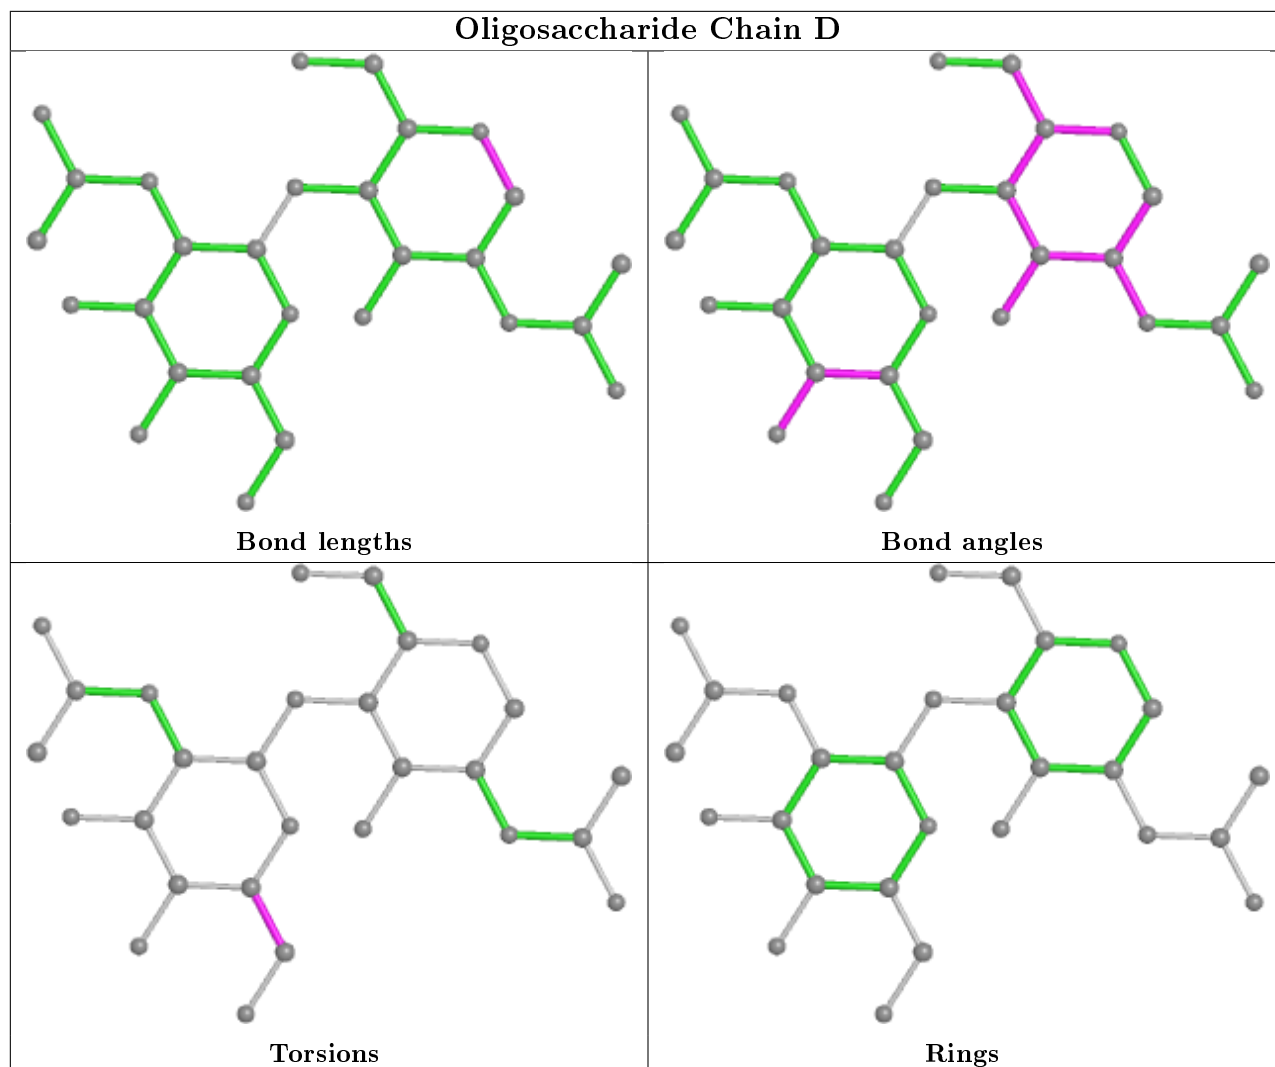 Oligosaccharide Chain D
Bond lengths
Bond angles
Torsions
Rings